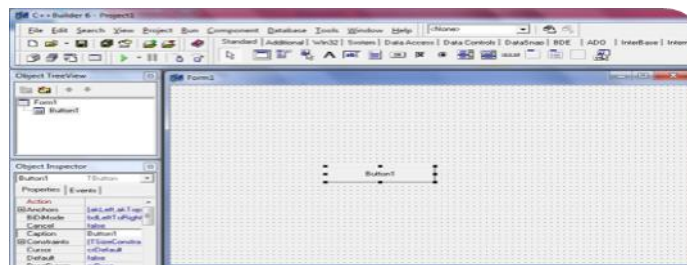 C++Builder 6 - Project1
File Edit Search View Project Run Component Database Tools Window Help <None>
Standard Additional Win32 System Data Access Data Controls DataSnap BDE ADO InterBase Intern
Object TreeView
Form1
Button1
Form1
Button1
Object Inspector
Button1 TButton
Properties Events
Action
Anchors [akLeft,akTop
BiDiMode bdLeftToRight
Cancel false
Caption Button1
Constraints (TSizeConstra
Cursor crDefault
Default false